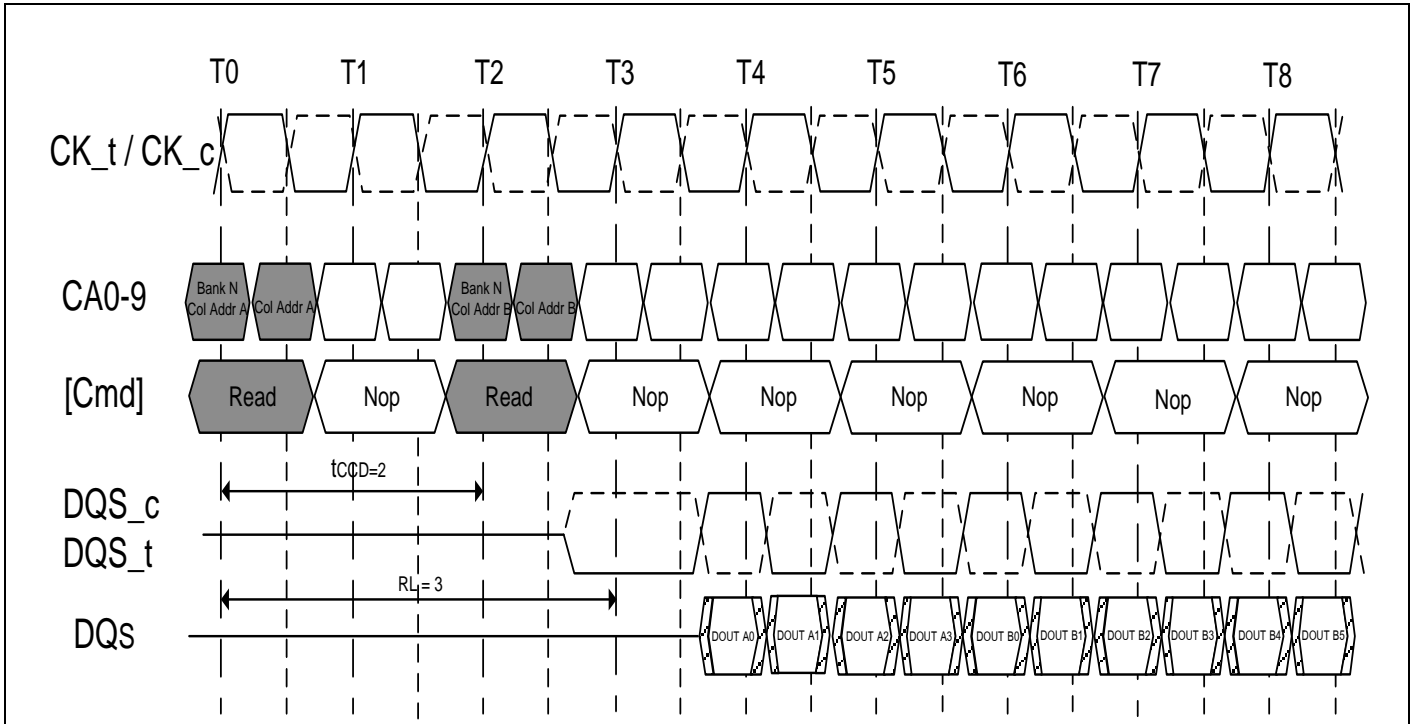 T0 T1 T2 T3 T4 T5 T6 T7 T8
CK_t / CK_c
CA0-9
Bank N
Col Addr A
Col Addr A
Bank N
Col Addr B
Col Addr B
[Cmd]
Read Nop Read Nop Nop Nop Nop Nop Nop
tCCD=2
DQS_c
DQS_t
RL = 3
DQs
DOUT A0 DOUT A1 DOUT A2 DOUT A3 DOUT B0 DOUT B1 DOUT B2 DOUT B3 DOUT B4 DOUT B5